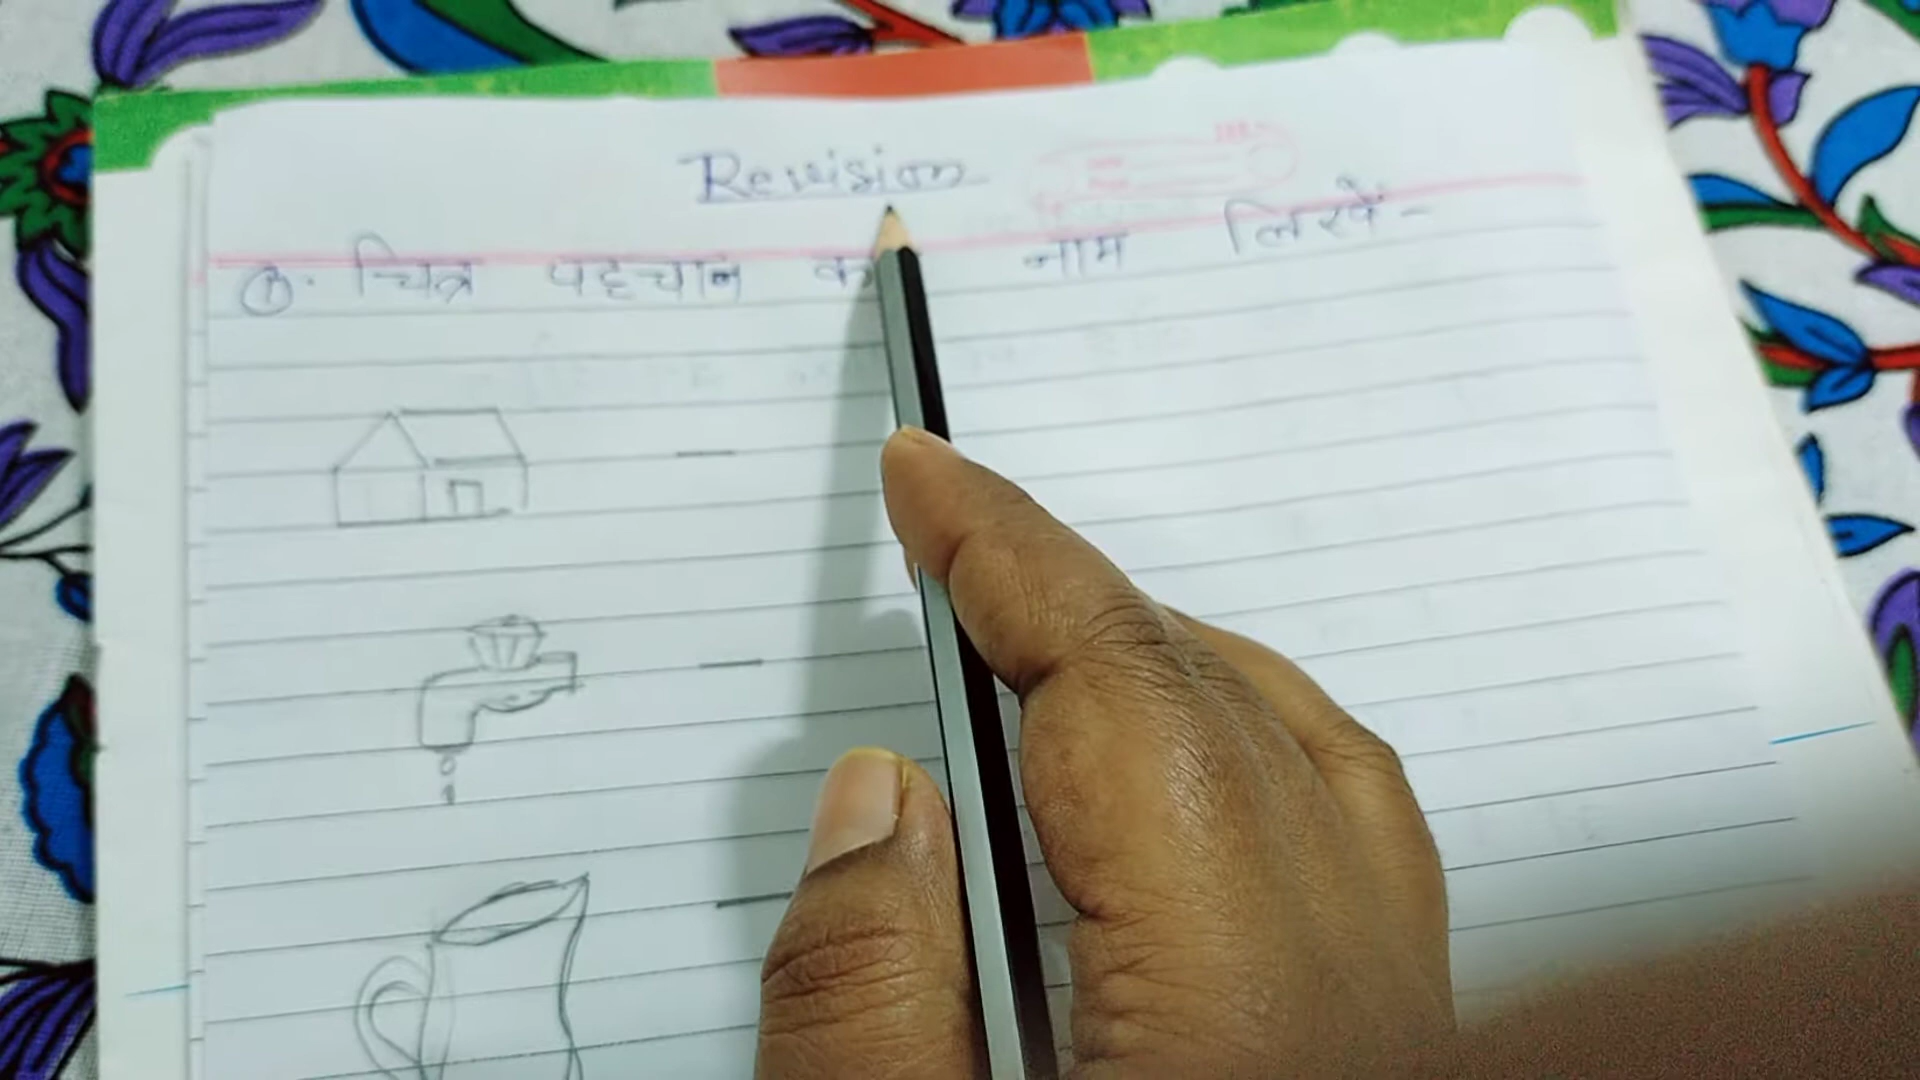 Revision
①. चित्र पहचान क नाम लिखें-